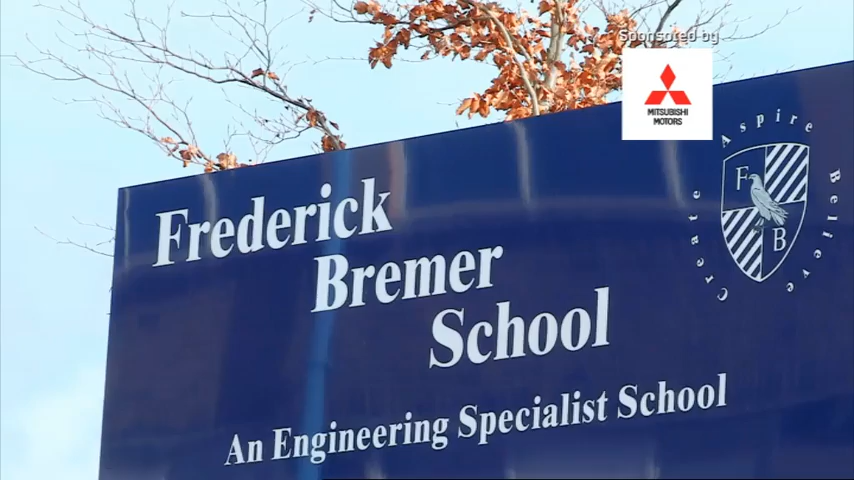 Sponsored by
MITSUBISHI
MOTORS
Aspire
Believe
Create
F
B
Frederick
Bremer
School
An Engineering Specialist School